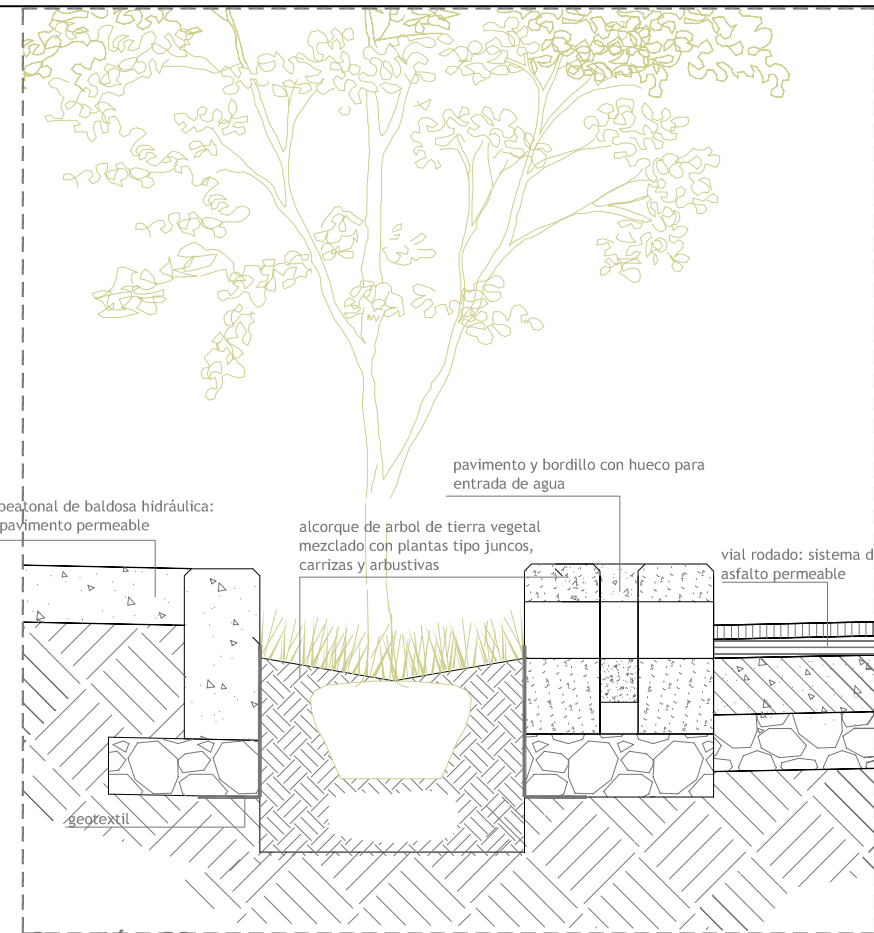 pavimento y bordillo con hueco para
entrada de agua
peatonal de baldosa hidráulica:
pavimento permeable
alcorque de arbol de tierra vegetal
mezclado con plantas tipo juncos,
carrizas y arbustivas
vial rodado: sistema d
asfalto permeable
geotextil